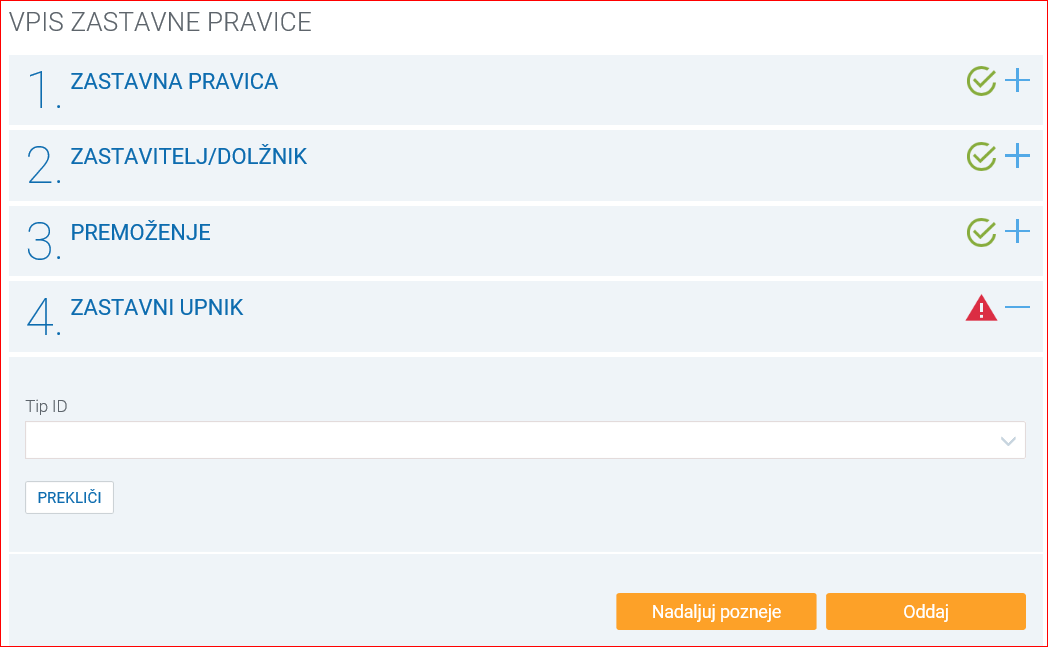 VPIS ZASTAVNE PRAVICE
1. ZASTAVNA PRAVICA
2. ZASTAVITELJ/DOLŽNIK
3. PREMOŽENJE
4. ZASTAVNI UPNIK
Tip ID
PREKLIČI
Nadaljuj pozneje Oddaj